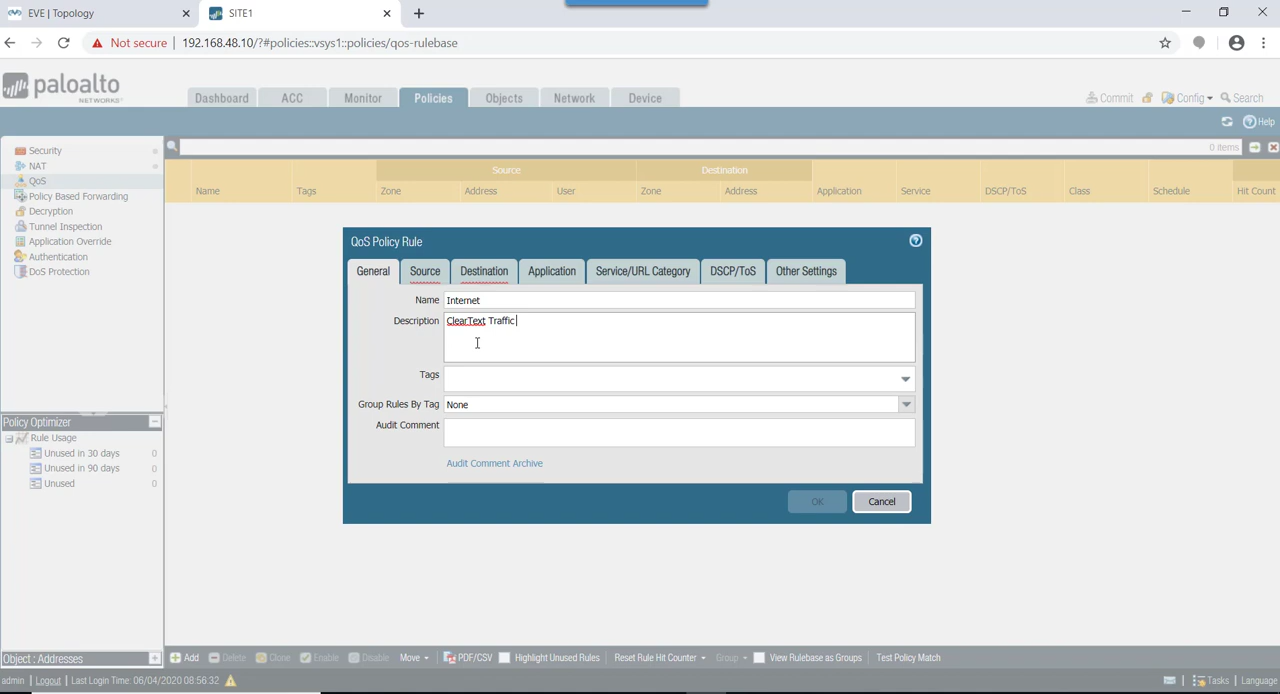 EVE | Topology
SITE1
Not secure | 192.168.48.10/?#policies::vsys1::policies/qos-rulebase
paloalto
NETWORKS
Dashboard
ACC
Monitor
Policies
Objects
Network
Device
Commit
Config
Search
Help
Security
NAT
QoS
Policy Based Forwarding
Decryption
Tunnel Inspection
Application Override
Authentication
DoS Protection
0 items
Source
Destination
Name
Tags
Zone
Address
User
Zone
Address
Application
Service
DSCP/ToS
Class
Schedule
Hit Count
QoS Policy Rule
General
Source
Destination
Application
Service/URL Category
DSCP/ToS
Other Settings
Name
Internet
Description
ClearText Traffic
Tags
Group Rules By Tag
None
Audit Comment
Audit Comment Archive
OK
Cancel
Policy Optimizer
Rule Usage
Unused in 30 days 0
Unused in 90 days 0
Unused 0
Object : Addresses
Add
Delete
Clone
Enable
Disable
Move
PDF/CSV
Highlight Unused Rules
Reset Rule Hit Counter
Group
View Rulebase as Groups
Test Policy Match
admin | Logout | Last Login Time: 06/04/2020 08:56:32
Tasks | Language